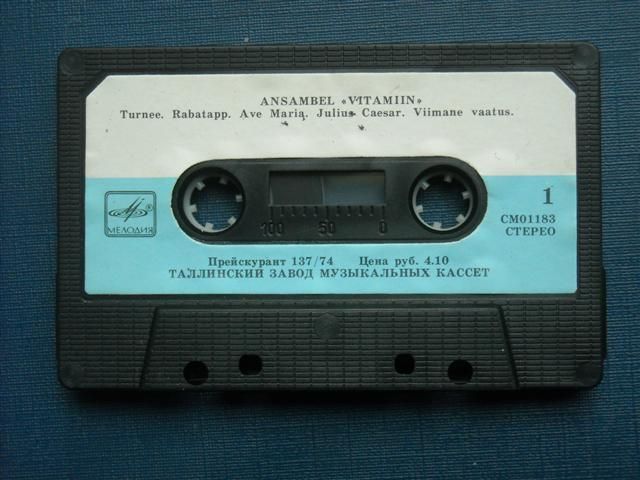 ANSAMBEL «VITAMIIN»
Turnee. Rabatapp. Ave Maria. Julius Caesar. Viimane vaatus.
МЕЛОДИЯ
1
СМ01183
СТЕРЕО
100 50 0
Прейскурант 137/74 Цена руб. 4.10
ТАЛЛИНСКИЙ ЗАВОД МУЗЫКАЛЬНЫХ КАССЕТ